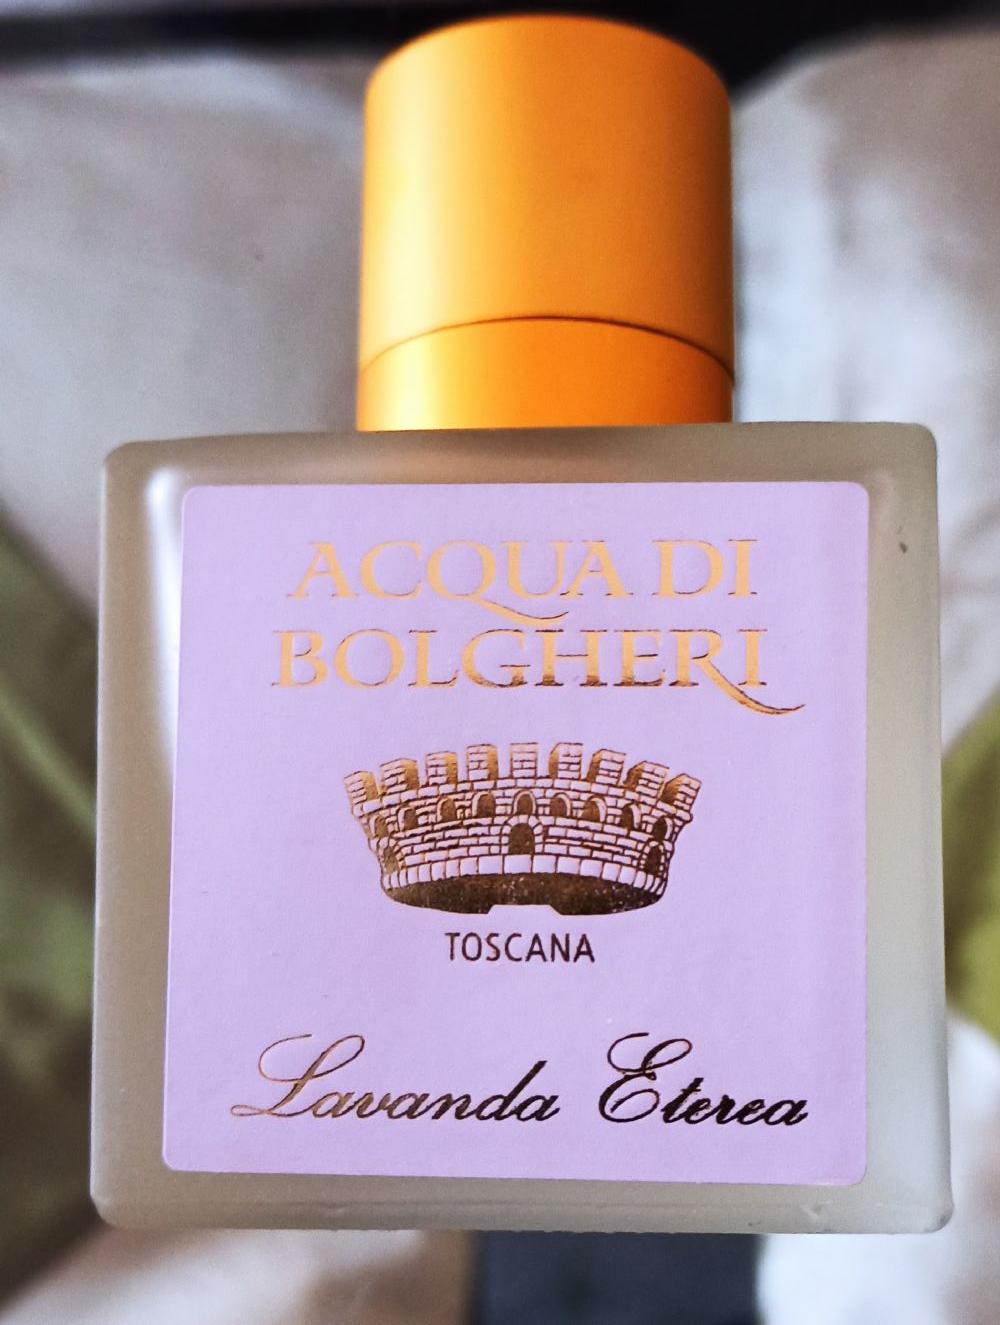 ACQUA DI
BOLGHERI
TOSCANA
Lavanda Eterea